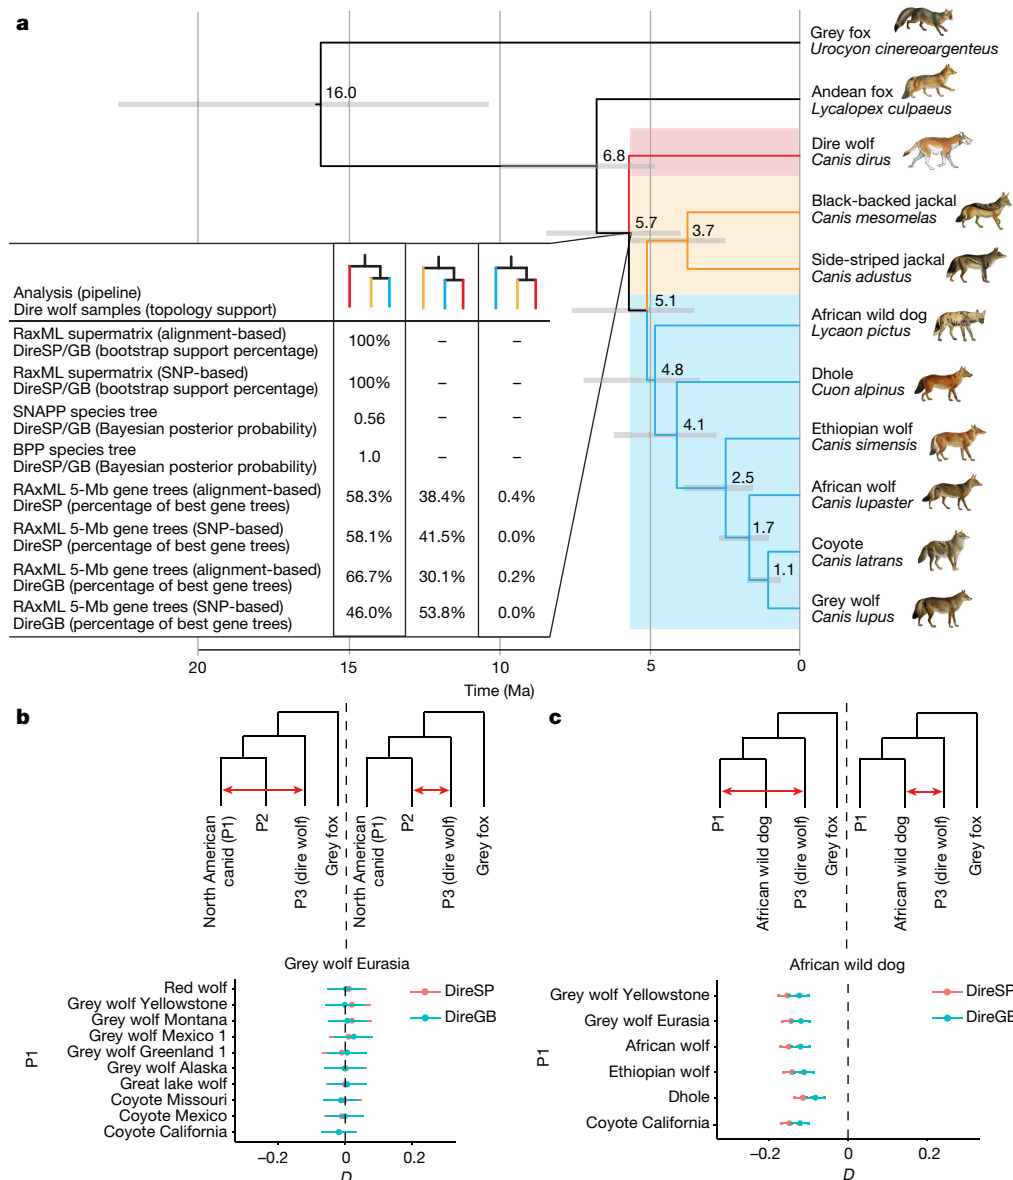 a
Grey fox
Urocyon cinereoargenteus
16.0
Andean fox
Lycalopex culpaeus
Dire wolf
Canis dirus
6.8
Black-backed jackal
Canis mesomelas
5.7
3.7
Side-striped jackal
Canis adustus
5.1
African wild dog
Lycaon pictus
4.8
Dhole
Cuon alpinus
4.1
Ethiopian wolf
Canis simensis
2.5
African wolf
Canis lupaster
1.7
Coyote
Canis latrans
1.1
Grey wolf
Canis lupus
Analysis (pipeline)
Dire wolf samples (topology support)
RaxML supermatrix (alignment-based)
DireSP/GB (bootstrap support percentage)
100% – –
RaxML supermatrix (SNP-based)
DireSP/GB (bootstrap support percentage)
100% – –
SNAPP species tree
DireSP/GB (Bayesian posterior probability)
0.56 – –
BPP species tree
DireSP/GB (Bayesian posterior probability)
1.0 – –
RAxML 5-Mb gene trees (alignment-based)
DireSP (percentage of best gene trees)
58.3% 38.4% 0.4%
RAxML 5-Mb gene trees (SNP-based)
DireSP (percentage of best gene trees)
58.1% 41.5% 0.0%
RAxML 5-Mb gene trees (alignment-based)
DireGB (percentage of best gene trees)
66.7% 30.1% 0.2%
RAxML 5-Mb gene trees (SNP-based)
DireGB (percentage of best gene trees)
46.0% 53.8% 0.0%
20 15 10 5 0
Time (Ma)
b
North American
canid (P1)
P2
P3 (dire wolf)
Grey fox
North American
canid (P1)
P2
P3 (dire wolf)
Grey fox
Grey wolf Eurasia
DireSP
DireGB
P1
Red wolf
Grey wolf Yellowstone
Grey wolf Montana
Grey wolf Mexico 1
Grey wolf Greenland 1
Grey wolf Alaska
Great lake wolf
Coyote Missouri
Coyote Mexico
Coyote California
–0.2 0 0.2
D
c
P1
African wild dog
P3 (dire wolf)
Grey fox
P1
African wild dog
P3 (dire wolf)
Grey fox
African wild dog
DireSP
DireGB
P1
Grey wolf Yellowstone
Grey wolf Eurasia
African wolf
Ethiopian wolf
Dhole
Coyote California
–0.2 0 0.2
D